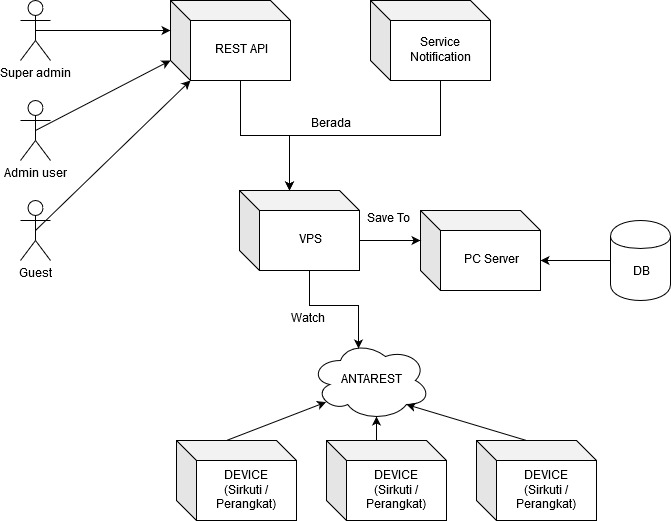 REST API
Service
Notification
Super admin
Berada
Admin user
Save To
VPS
PC Server
Guest
DB
Watch
ANTAREST
DEVICE
(Sirkuti /
Perangkat)
DEVICE
(Sirkuti /
Perangkat)
DEVICE
(Sirkuti /
Perangkat)